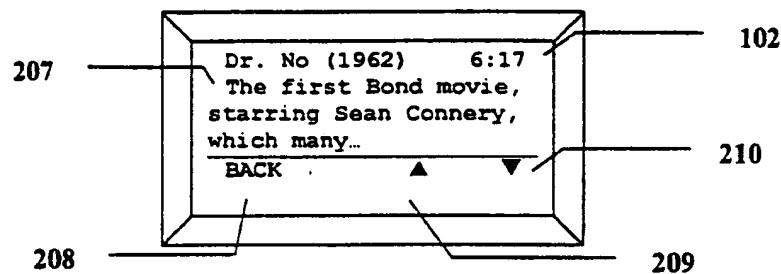 102
Dr. No (1962) 6:17
207
The first Bond movie,
starring Sean Connery,
which many…
210
BACK ▲ ▼
208
209